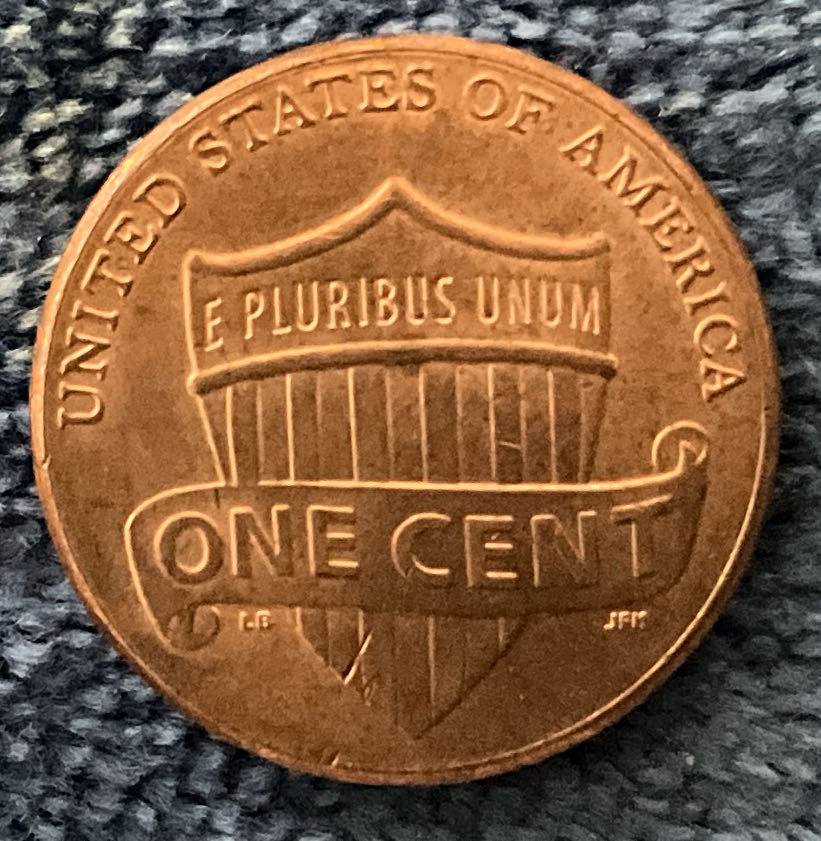 UNITED STATES OF AMERICA
E PLURIBUS UNUM
ONE CENT
LB
JFM